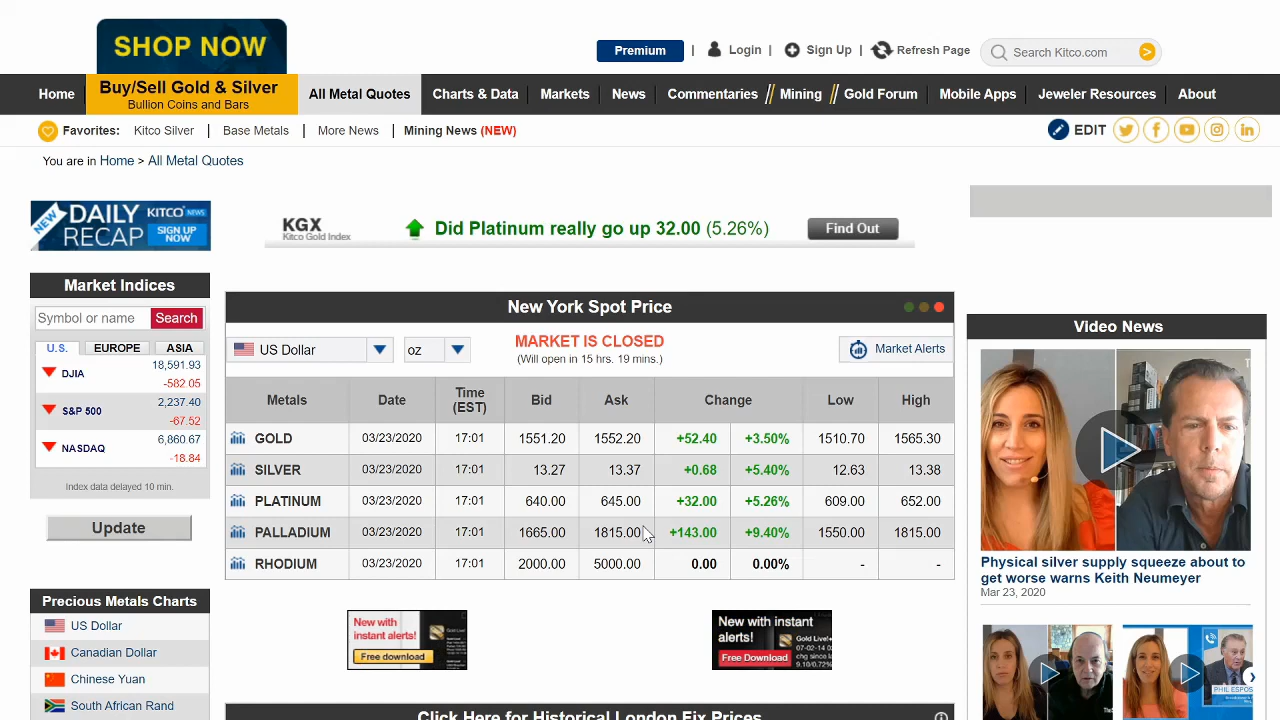 SHOP NOW
Premium | Login | Sign Up | Refresh Page Search Kitco.com >
Home Buy/Sell Gold & Silver Bullion Coins and Bars All Metal Quotes Charts & Data Markets News Commentaries Mining Gold Forum Mobile Apps Jeweler Resources About
Favorites: Kitco Silver | Base Metals | More News | Mining News (NEW) EDIT
You are in Home > All Metal Quotes
NEW DAILY RECAP KITCO NEWS SIGN UP NOW
KGX
Kitco Gold Index
Did Platinum really go up 32.00 (5.26%)
Find Out
Market Indices
Symbol or name Search
U.S. EUROPE ASIA
DJIA 18,591.93
-582.05
S&P 500 2,237.40
-67.52
NASDAQ 6,860.67
-18.84
Index data delayed 10 min.
Update
Precious Metals Charts
US Dollar
Canadian Dollar
Chinese Yuan
South African Rand
New York Spot Price
US Dollar oz
MARKET IS CLOSED
(Will open in 15 hrs. 19 mins.)
Market Alerts
Metals Date Time (EST) Bid Ask Change Low High
GOLD 03/23/2020 17:01 1551.20 1552.20 +52.40 +3.50% 1510.70 1565.30
SILVER 03/23/2020 17:01 13.27 13.37 +0.68 +5.40% 12.63 13.38
PLATINUM 03/23/2020 17:01 640.00 645.00 +32.00 +5.26% 609.00 652.00
PALLADIUM 03/23/2020 17:01 1665.00 1815.00 +143.00 +9.40% 1550.00 1815.00
RHODIUM 03/23/2020 17:01 2000.00 5000.00 0.00 0.00% - -
New with
instant alerts!
Free download
New with instant
alerts!
Gold Live!
Free Download
Click Here for Historical London Fix Prices
Video News
Physical silver supply squeeze about to
get worse warns Keith Neumeyer
Mar 23, 2020